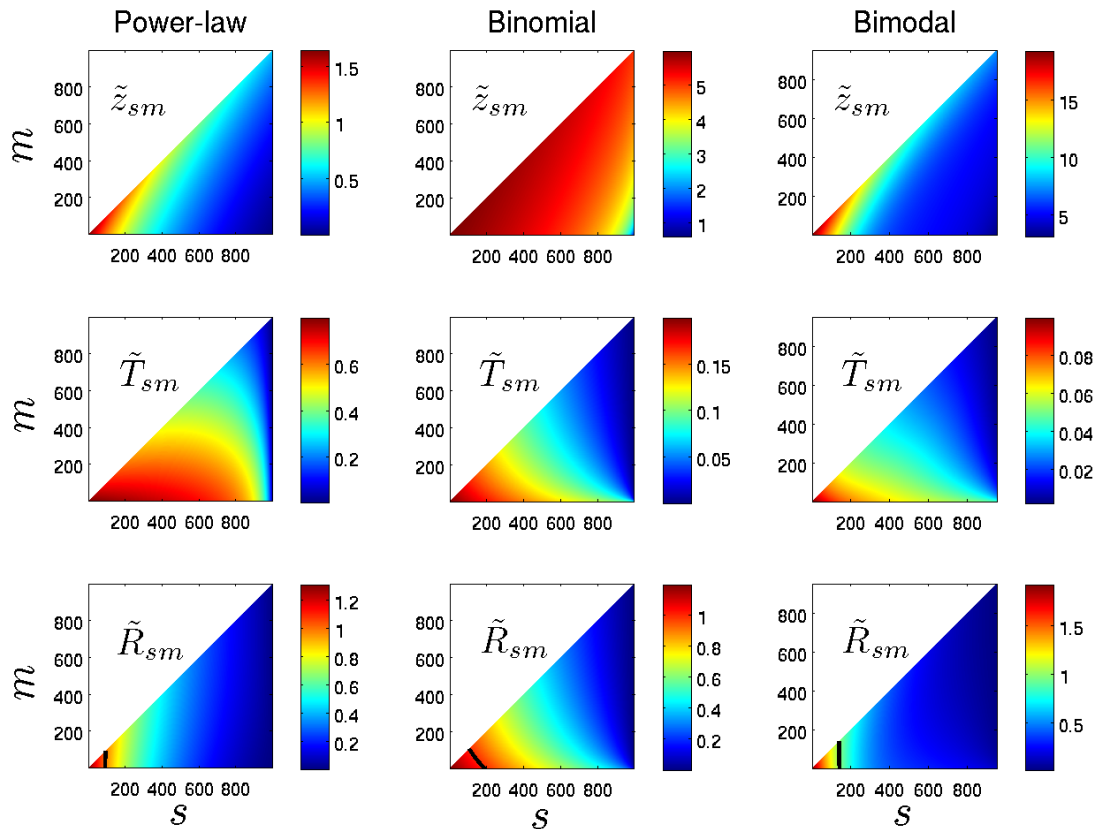 Power-law Binomial Bimodal
m 800 600 400 200 z̃_{sm} 1.5 1 0.5 800 600 400 200 z̃_{sm} 5 4 3 2 1 800 600 400 200 z̃_{sm} 15 10 5
200 400 600 800 200 400 600 800 200 400 600 800
m 800 600 400 200 T̃_{sm} 0.6 0.4 0.2 800 600 400 200 T̃_{sm} 0.15 0.1 0.05 800 600 400 200 T̃_{sm} 0.08 0.06 0.04 0.02
200 400 600 800 200 400 600 800 200 400 600 800
m 800 600 400 200 R̃_{sm} 1.2 1 0.8 0.6 0.4 0.2 800 600 400 200 R̃_{sm} 1 0.8 0.6 0.4 0.2 800 600 400 200 R̃_{sm} 1.5 1 0.5
200 400 600 800 200 400 600 800 200 400 600 800
s s s